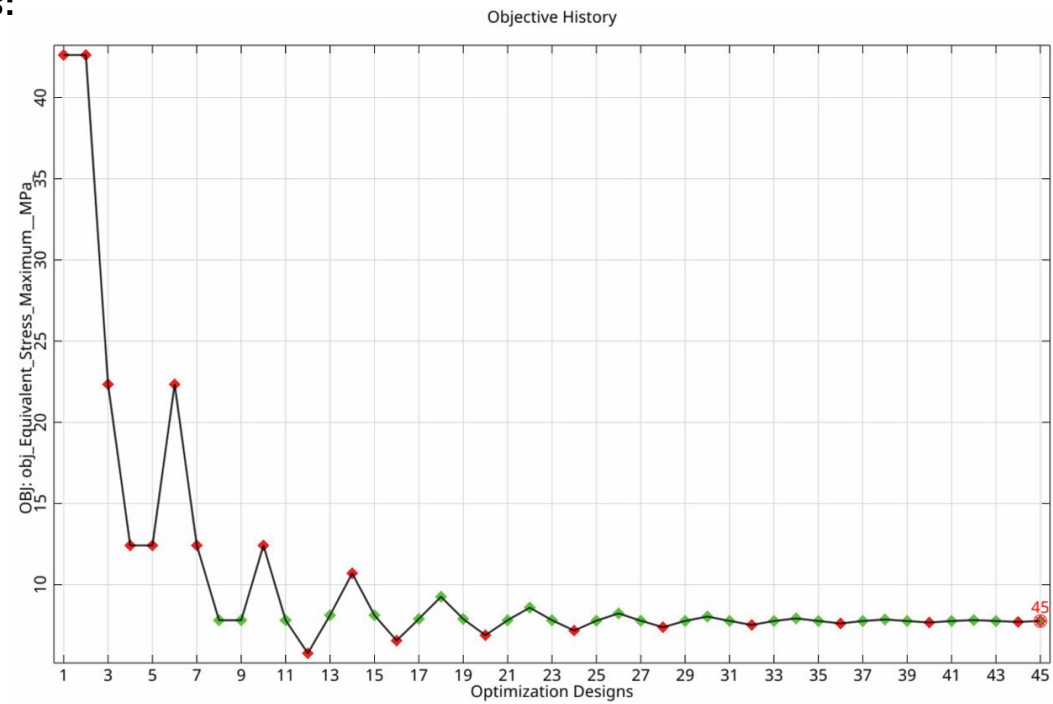 s:
Objective History
OBJ: obj_Equivalent_Stress_Maximum__MPa_
40
35
30
25
20
15
10
45
1 3 5 7 9 11 13 15 17 19 21 23 25 27 29 31 33 35 37 39 41 43 45
Optimization Designs